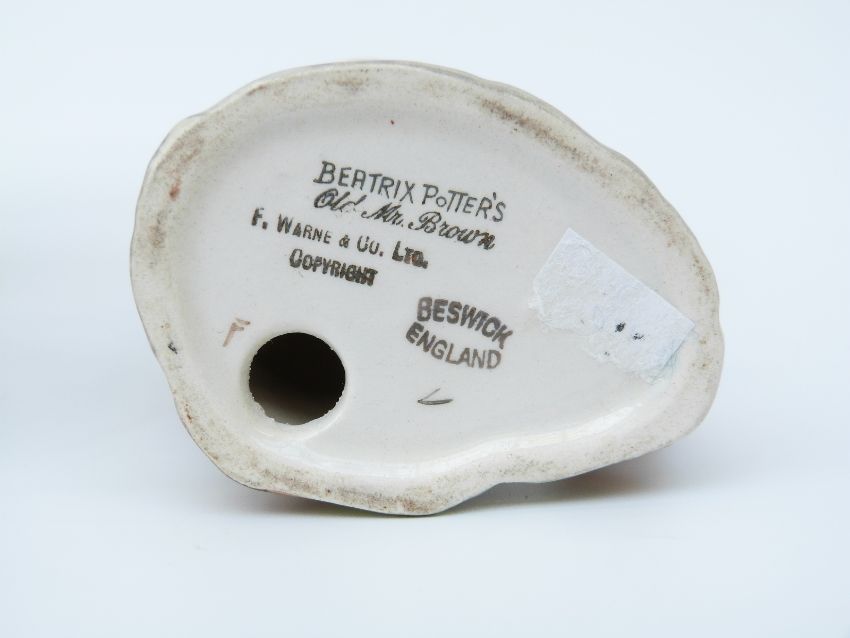 BEATRIX POTTER'S
Old Mr. Brown
F. WARNE & CO. LTD.
COPYRIGHT
BESWICK
ENGLAND
F